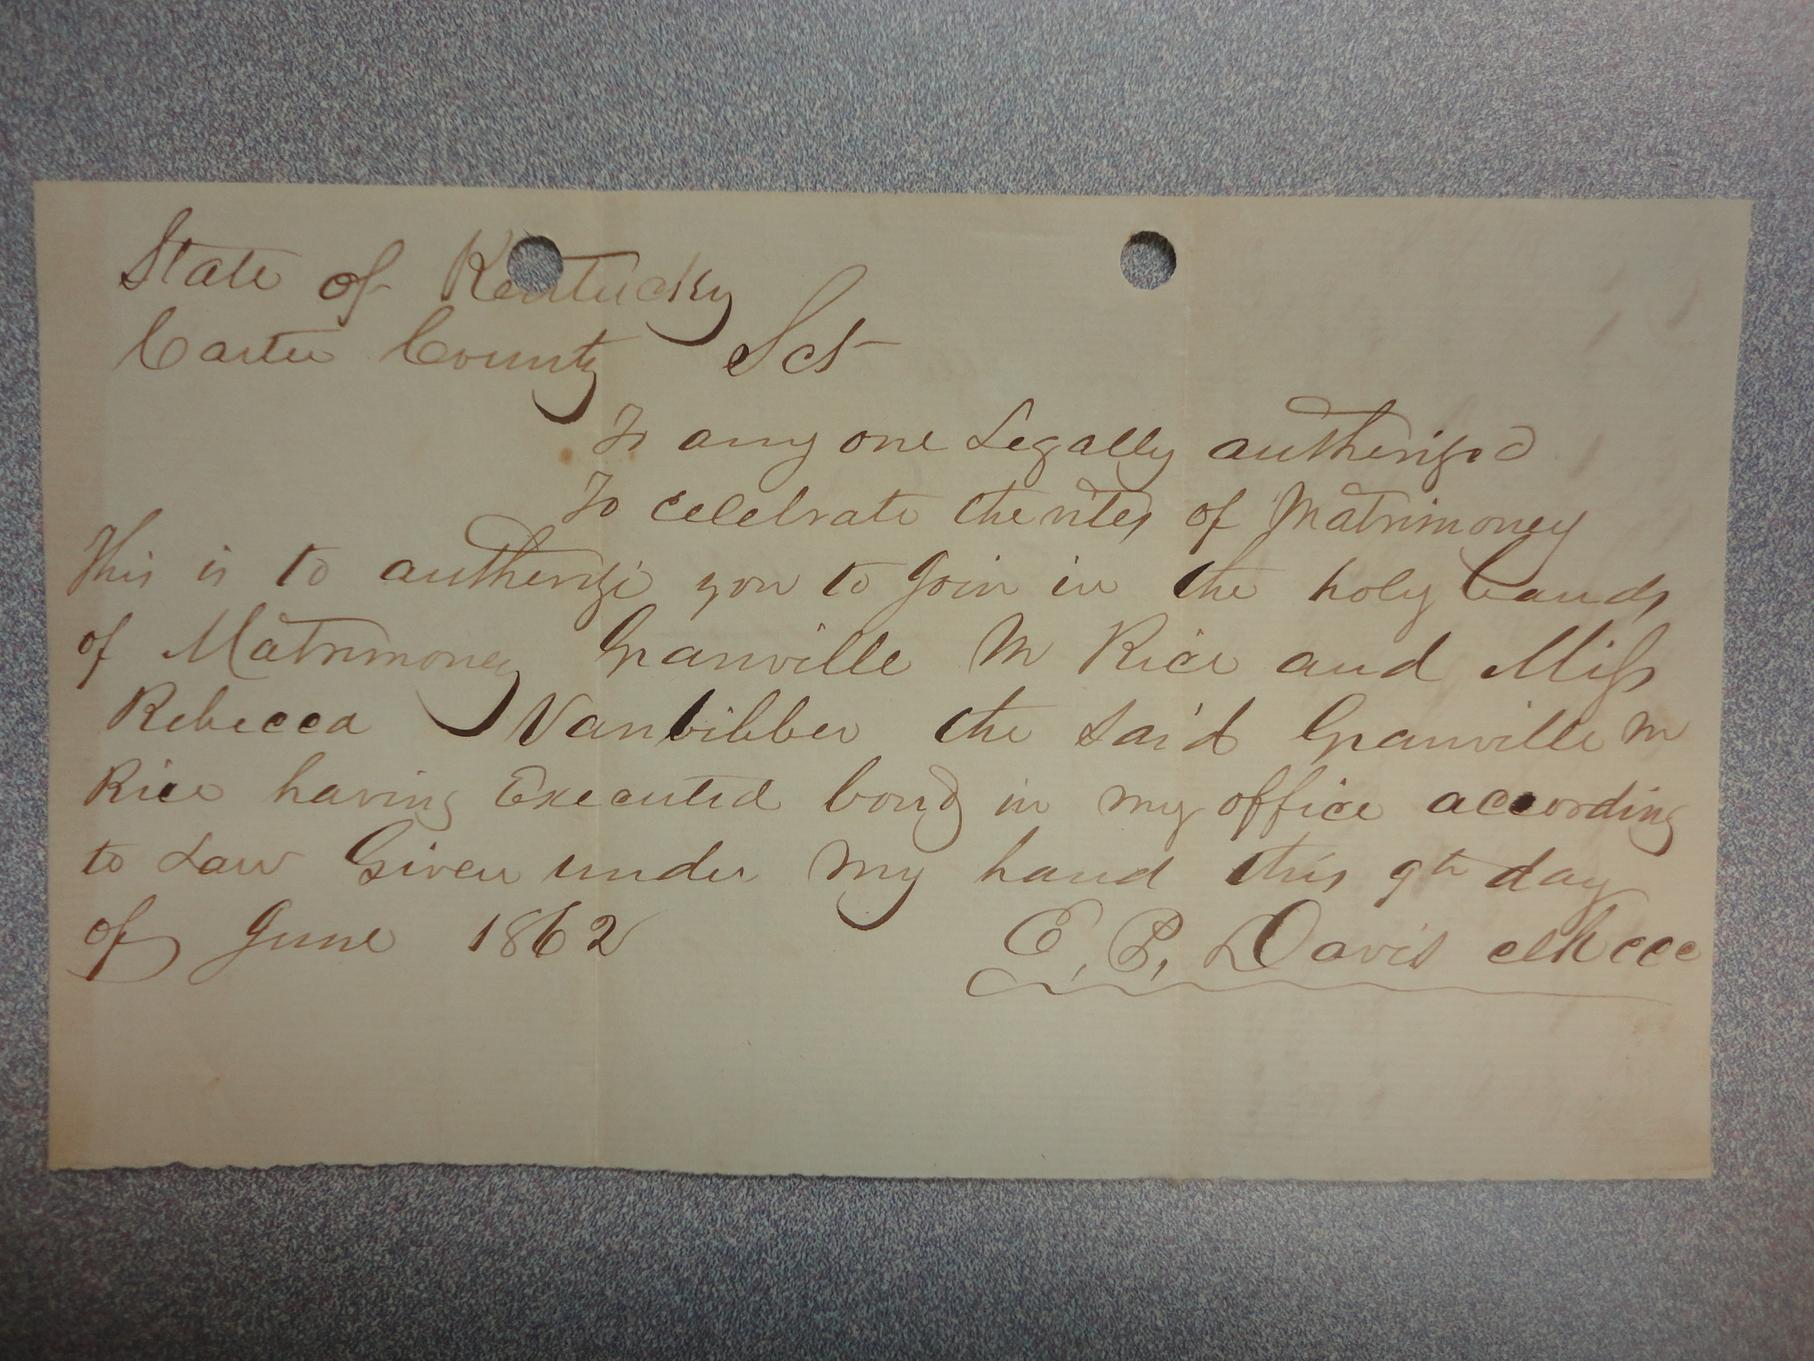 State of Kentucky
Carter County Sct
To any one Legally autherized
To celebrate the rites of Matrimoney
This is toautherize you to Join in the holy bands
of Matrimoney Granville M Rice and Miss
Rebecca Vanbibber the said Granville M
Rice having Executed bond in my office according
to Law Given under my hand this 9th day
of June 1862 E. P. Davis clk ccc